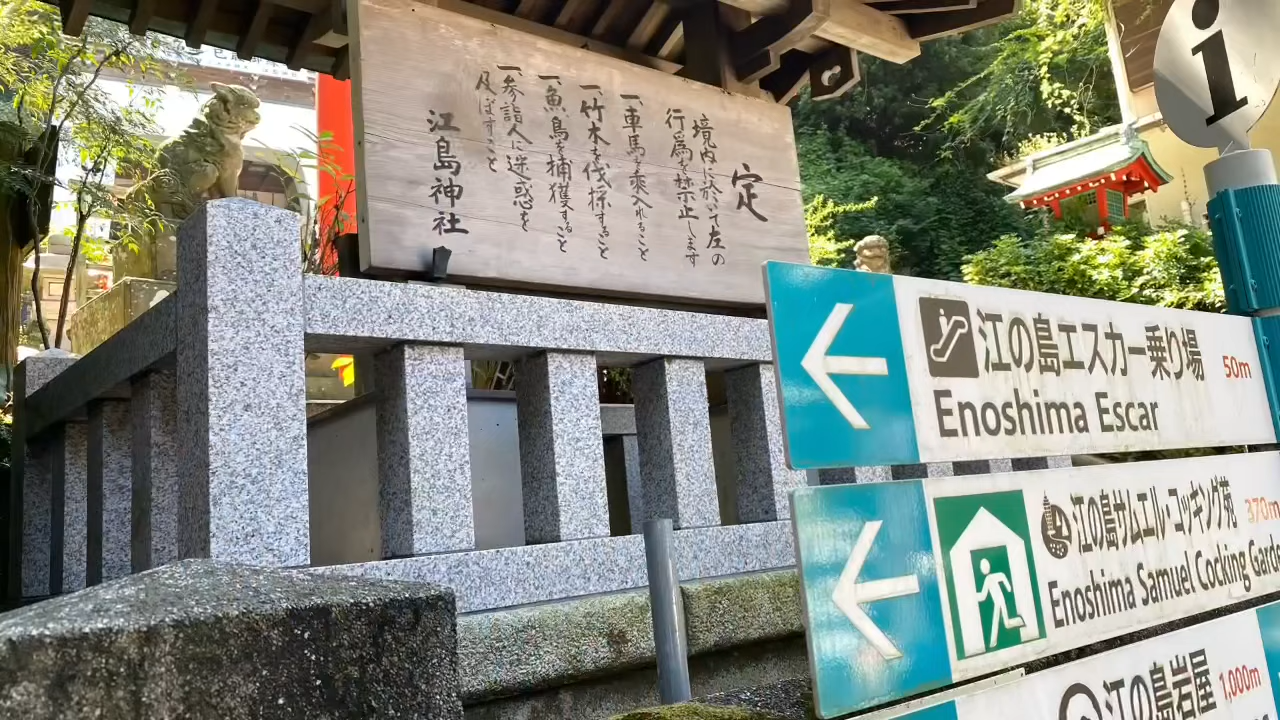 定
境内に於いて左の
行為を禁止します
一車馬を乗入れること
一竹木を伐採すること
一魚鳥を捕獲すること
一参詣人に迷惑を
及ぼすこと
江島神社
i
江の島エスカー乗り場 50m
Enoshima Escar
江の島サムエル・コッキング苑 370m
Enoshima Samuel Cocking Garde
江の島岩屋 1,000m